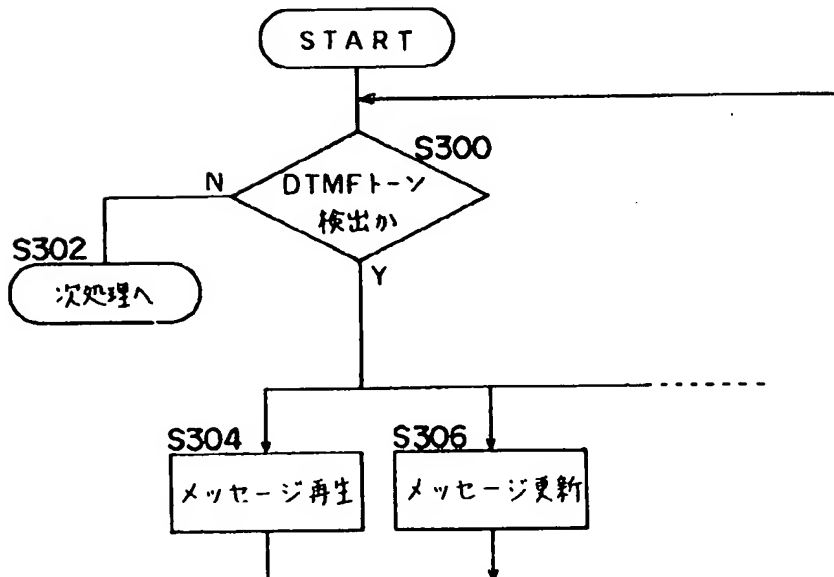 START
S300
N
DTMFトーン
検出か
S302
Y
次処理へ
S304
S306
メッセージ再生
メッセージ更新